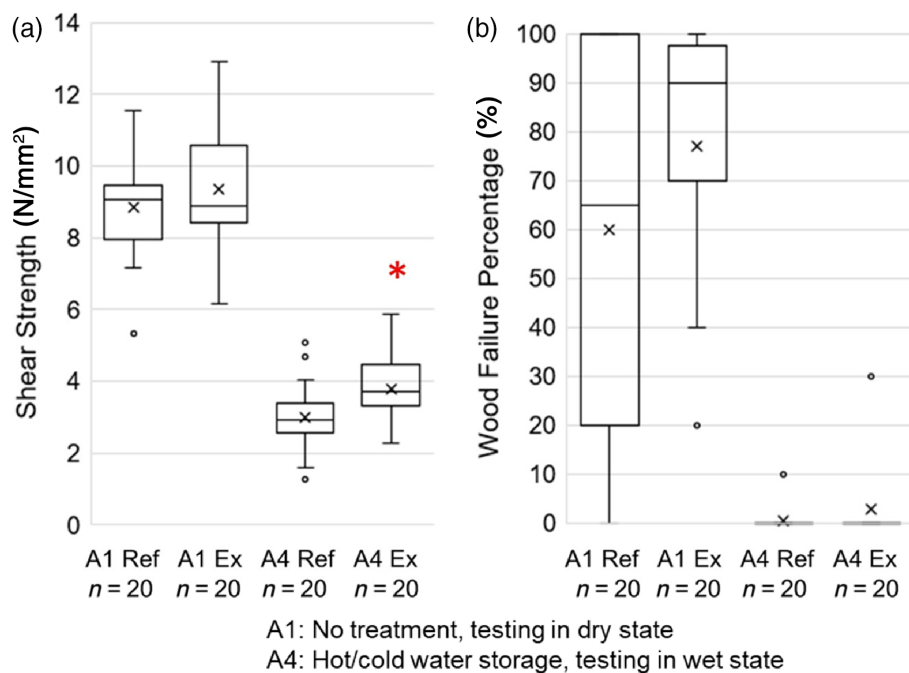 (a)
Shear Strength (N/mm²)
14
12
10
8
6
4
2
0
*
A1 Ref A1 Ex A4 Ref A4 Ex
n = 20 n = 20 n = 20 n = 20
(b)
Wood Failure Percentage (%)
100
90
80
70
60
50
40
30
20
10
0
A1 Ref A1 Ex A4 Ref A4 Ex
n = 20 n = 20 n = 20 n = 20
A1: No treatment, testing in dry state
A4: Hot/cold water storage, testing in wet state